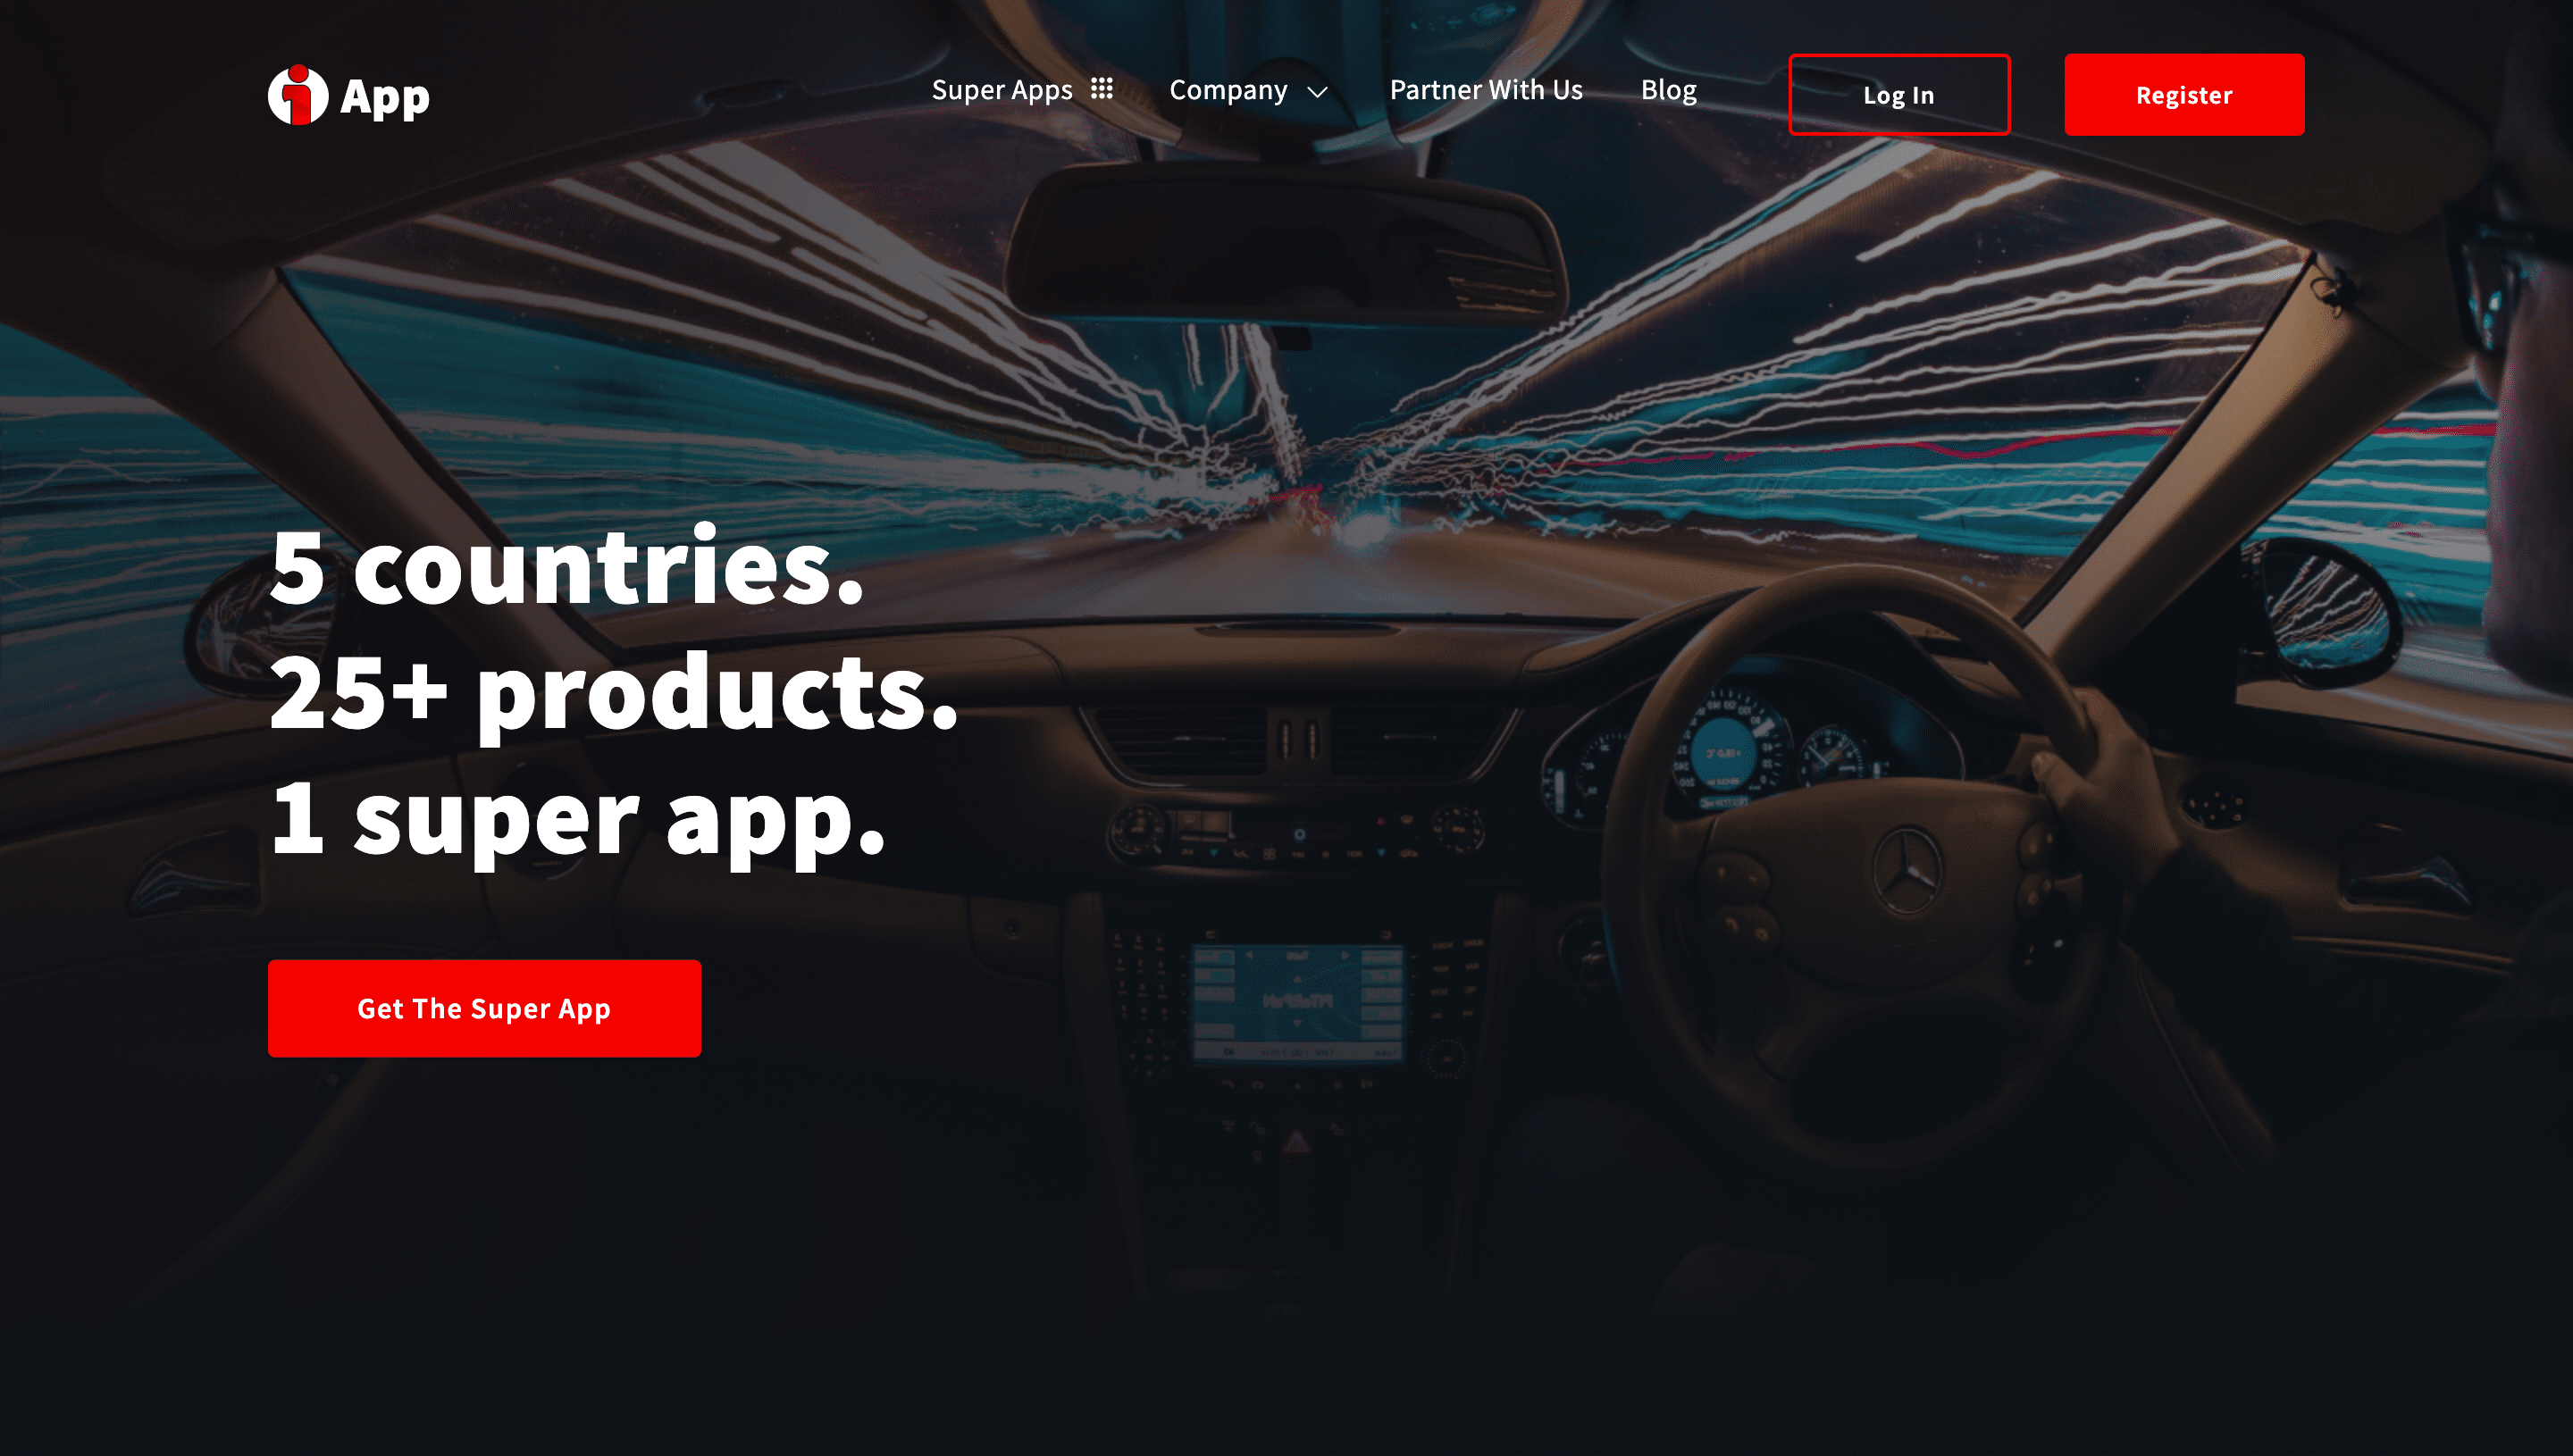 i App
Super Apps
Company
Partner With Us
Blog
Log In
Register
5 countries.
25+ products.
1 super app.
Get The Super App